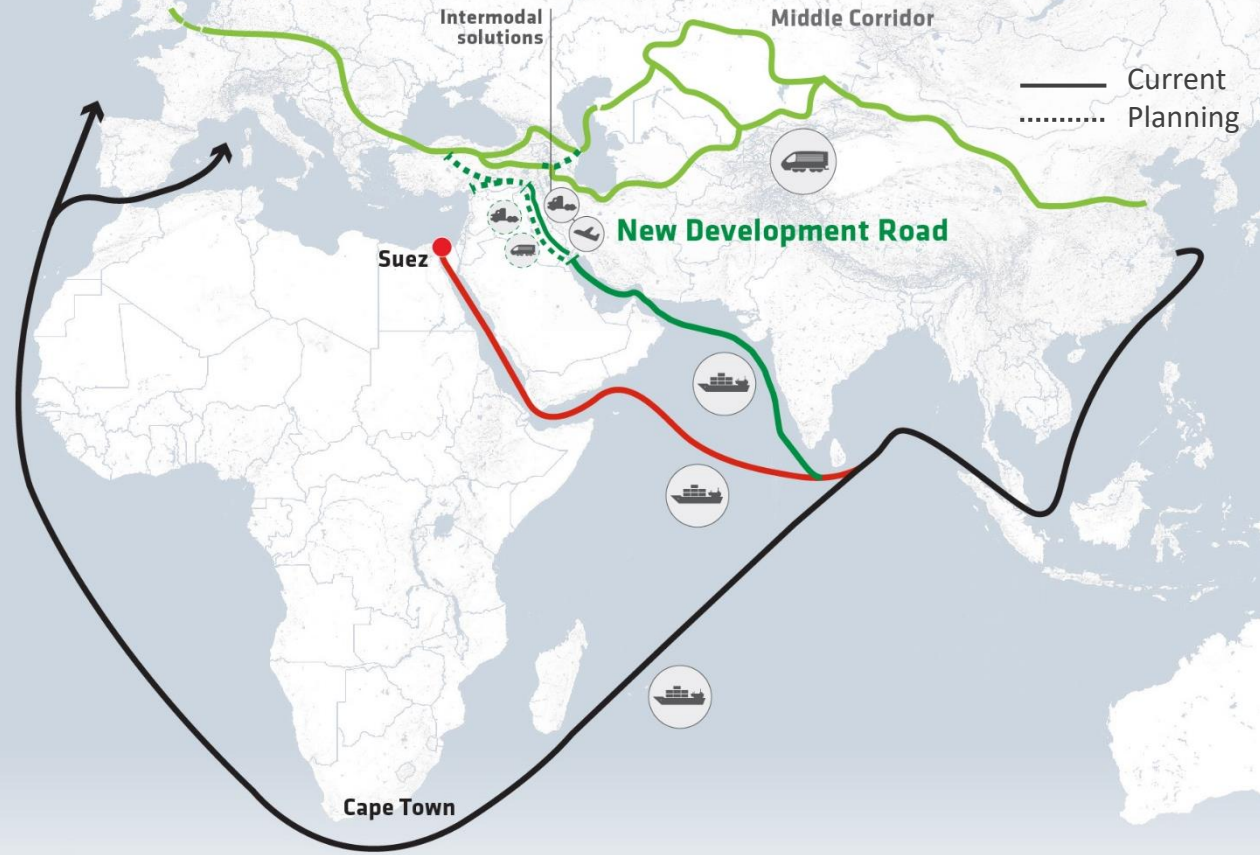 Intermodal
solutions
Middle Corridor
Current
Planning
New Development Road
Suez
Cape Town